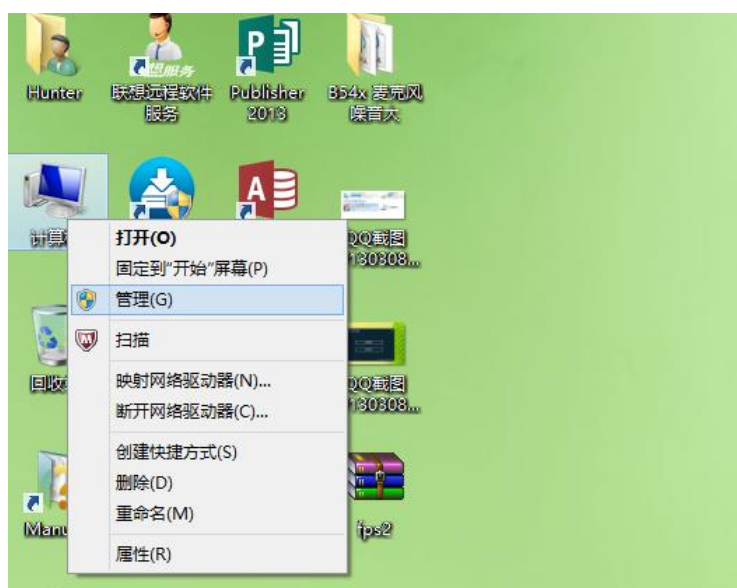 Hunter
联想远程软件
服务
Publisher
2013
B54x 麦克风
噪音大
想服务
计算
打开(O)
固定到"开始"屏幕(P)
管理(G)
扫描
映射网络驱动器(N)...
断开网络驱动器(C)...
创建快捷方式(S)
删除(D)
重命名(M)
属性(R)
QQ截图
130308...
回收
QQ截图
130308...
Manu
fps2